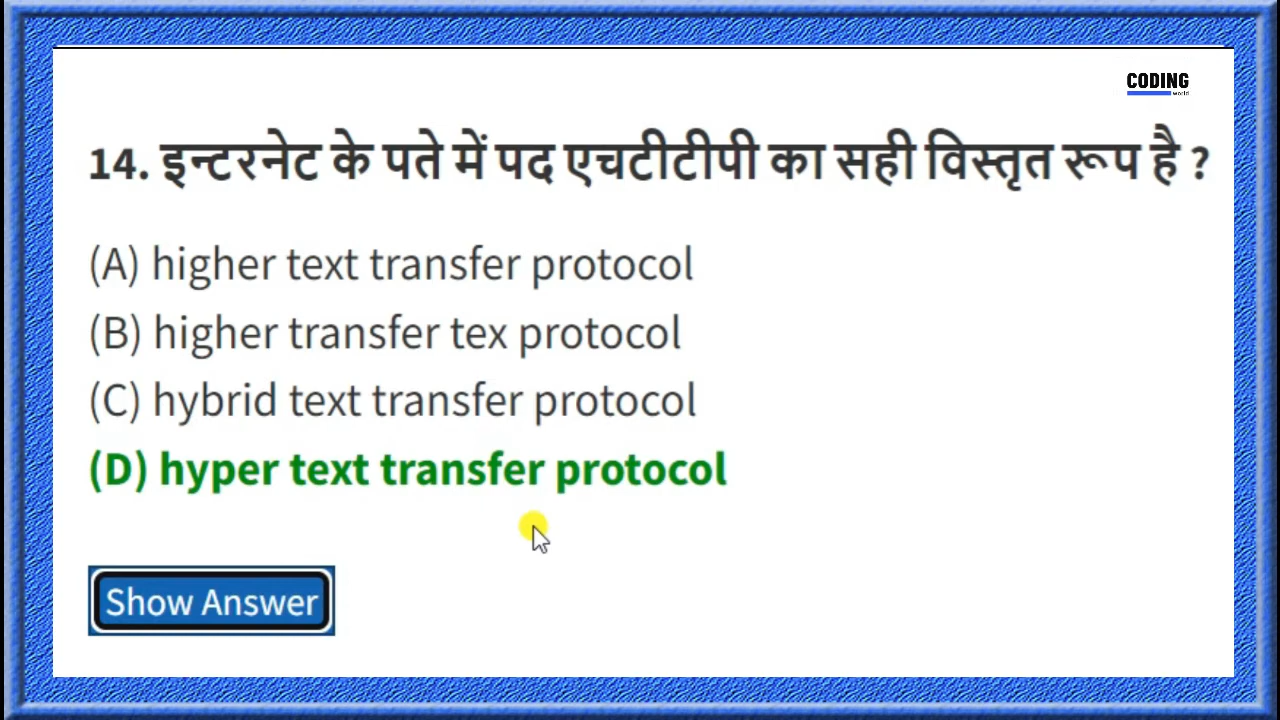 CODING
world
14. इन्टरनेट के पते में पद एचटीटीपी का सही विस्तृत रूप है ?
(A) higher text transfer protocol
(B) higher transfer tex protocol
(C) hybrid text transfer protocol
(D) hyper text transfer protocol
Show Answer